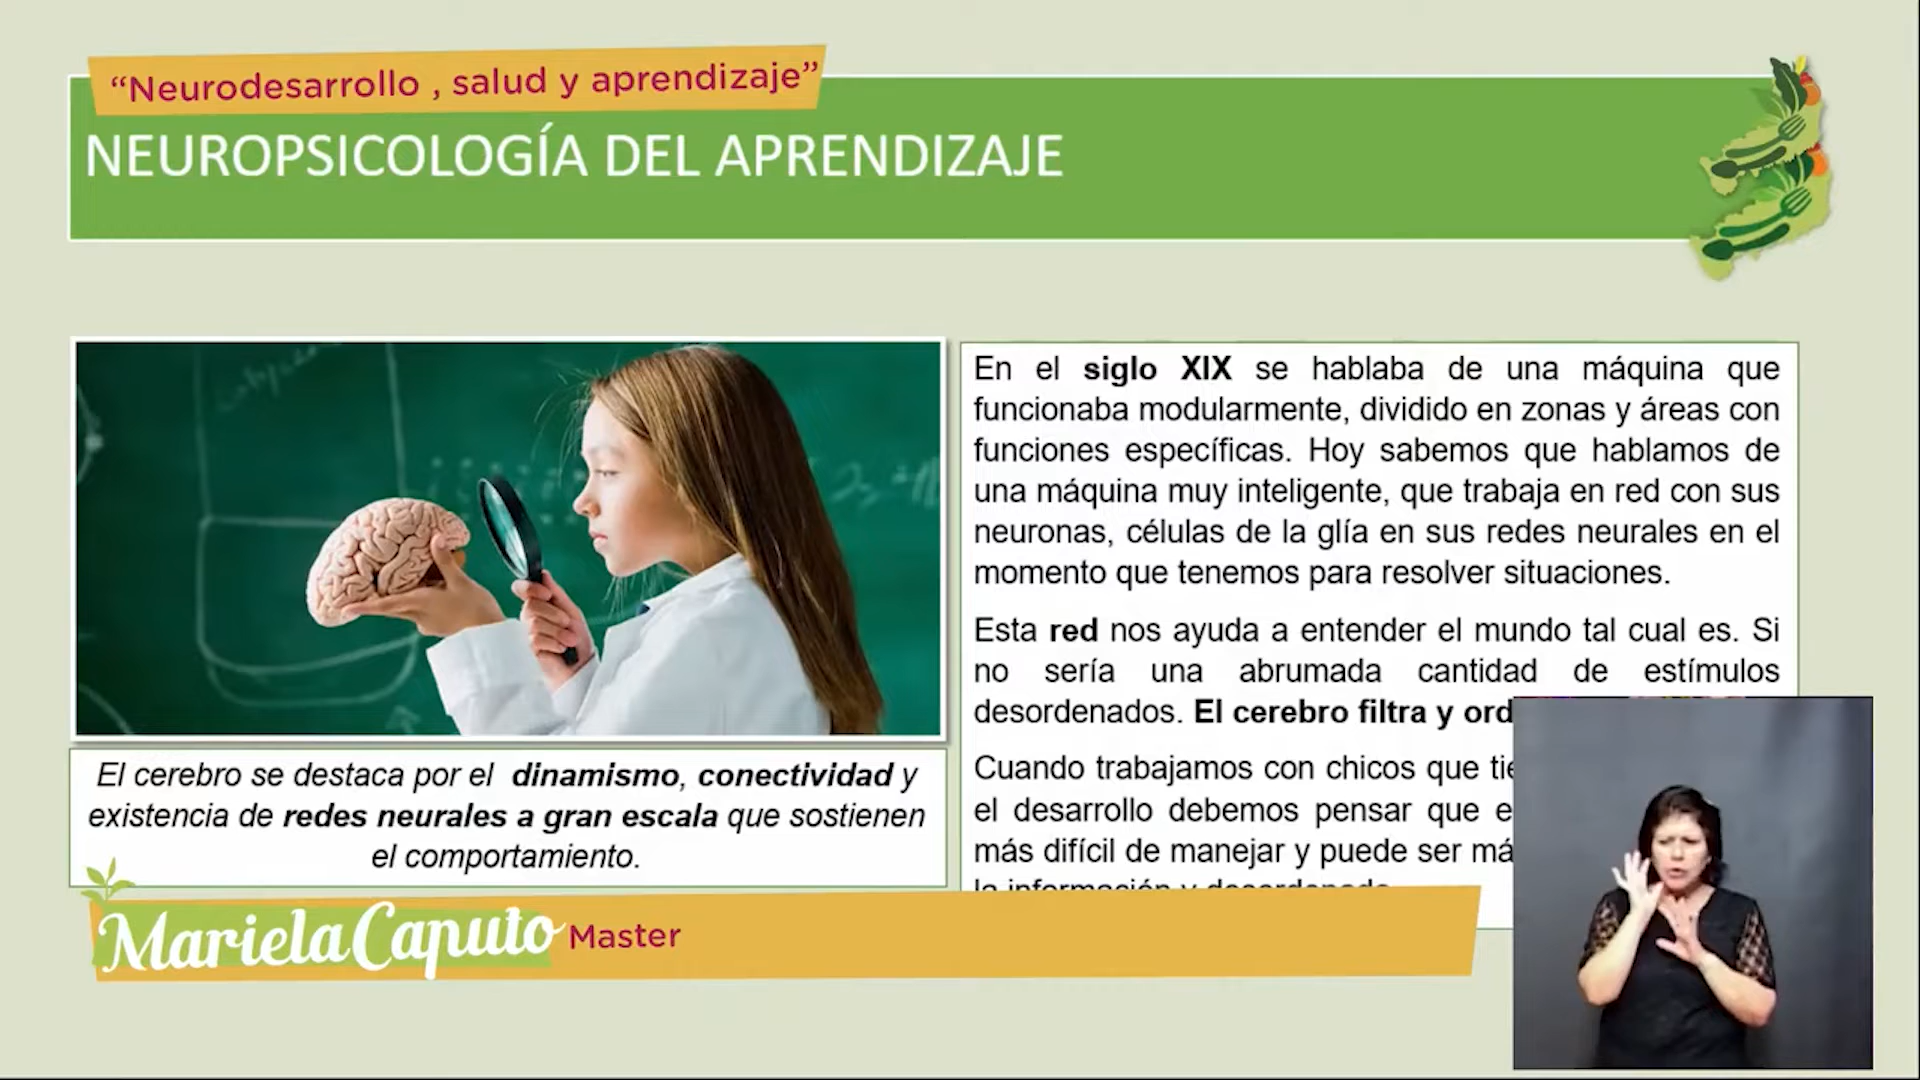 “Neurodesarrollo , salud y aprendizaje”
NEUROPSICOLOGÍA DEL APRENDIZAJE
En el siglo XIX se hablaba de una máquina que
funcionaba modularmente, dividido en zonas y áreas con
funciones específicas. Hoy sabemos que hablamos de
una máquina muy inteligente, que trabaja en red con sus
neuronas, células de la glía en sus redes neurales en el
momento que tenemos para resolver situaciones.
Esta red nos ayuda a entender el mundo tal cual es. Si
no sería una abrumada cantidad de estímulos
desordenados. El cerebro filtra y ord
Cuando trabajamos con chicos que tie
el desarrollo debemos pensar que e
más difícil de manejar y puede ser má
la información y desordenada
El cerebro se destaca por el dinamismo, conectividad y
existencia de redes neurales a gran escala que sostienen
el comportamiento.
Mariela Caputo Master